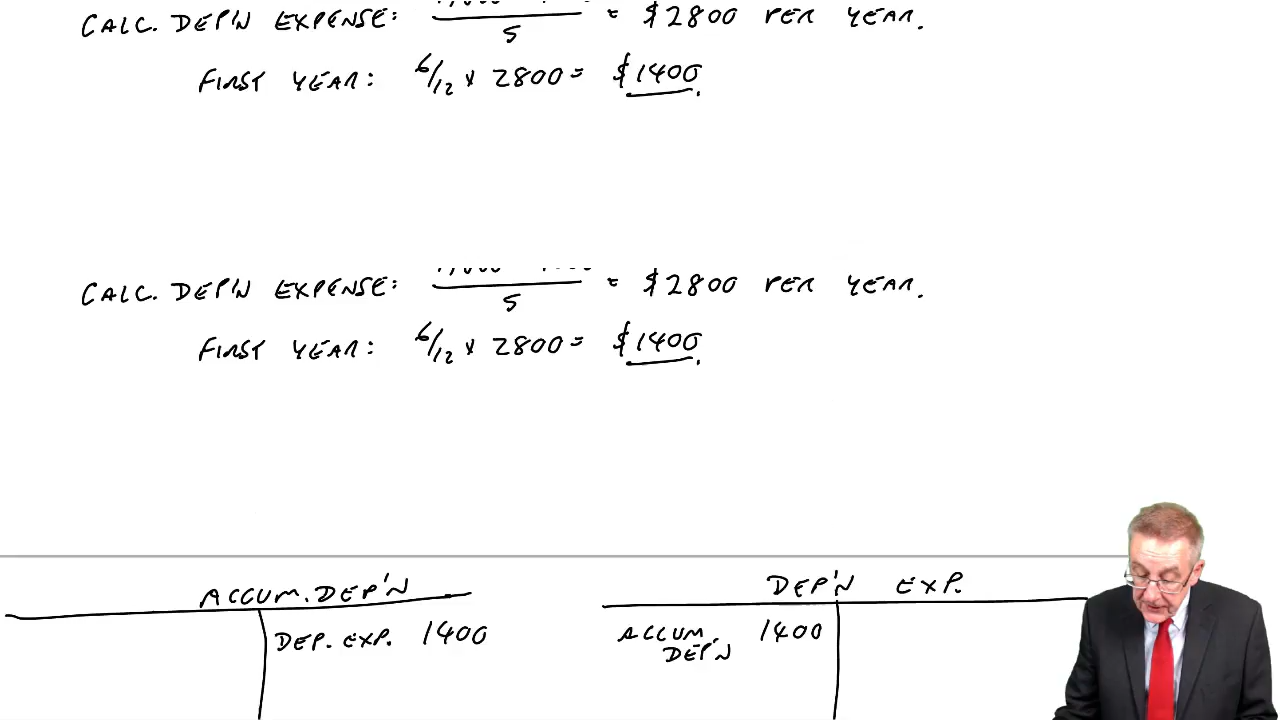 CALC. DEP'N EXPENSE: 5 = $2800 PER YEAR.
FIRST YEAR: 6/12 x 2800 = $1400.
CALC. DEP'N EXPENSE: 5 = $2800 PER YEAR.
FIRST YEAR: 6/12 x 2800 = $1400.
ACCUM. DEP'N
DEP. EXP. 1400
DEP'N EXP.
ACCUM. DEP'N 1400